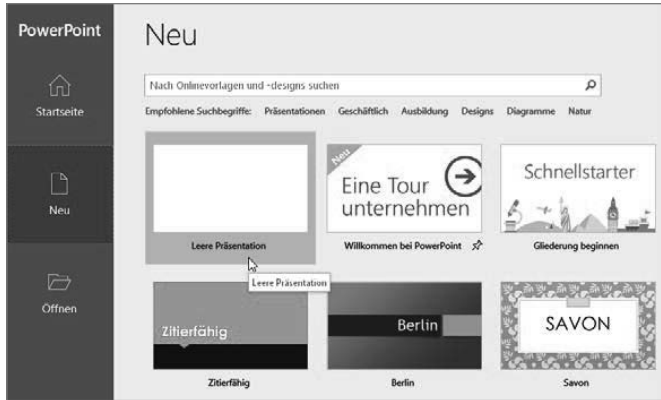 PowerPoint
Startseite
Neu
Öffnen
Neu
Nach Onlinevorlagen und -designs suchen
Empfohlene Suchbegriffe: Präsentationen Geschäftlich Ausbildung Designs Diagramme Natur
Neu
Eine Tour
unternehmen
Schnellstarter
Leere Präsentation
Willkommen bei PowerPoint
Gliederung beginnen
Leere Präsentation
Zitierfähig
Berlin
SAVON
Zitierfähig
Berlin
Savon